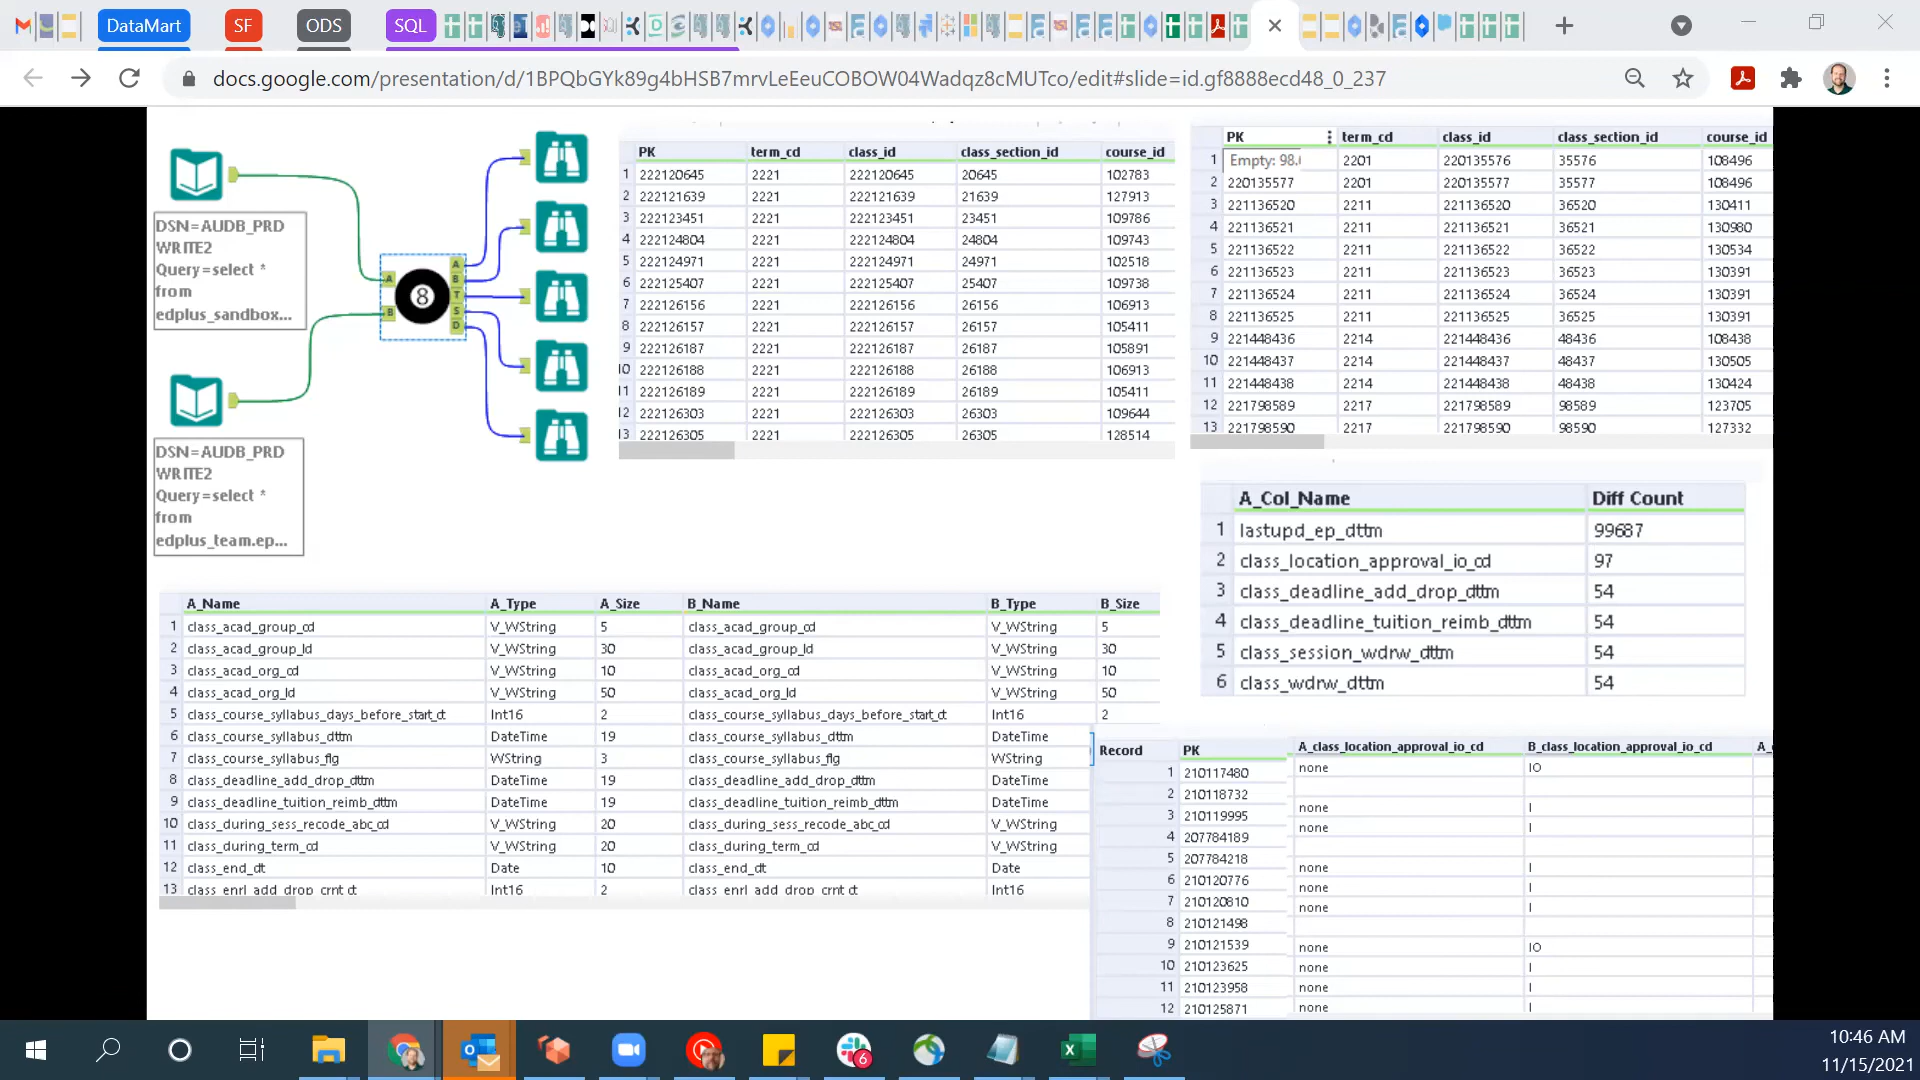 DataMart
SF
ODS
SQL
docs.google.com/presentation/d/1BPQbGYk89g4bHSB7mrvLeEeuCOBOW04Wadqz8cMUTco/edit#slide=id.gf8888ecd48_0_237
DSN=AUDB_PRD
WRITE2
Query=select *
from
edplus_sandbox...
DSN=AUDB_PRD
WRITE2
Query=select *
from
edplus_team.ep...
A
B
8
A
B
T
S
D
PK term_cd class_id class_section_id course_id
1 222120645 2221 222120645 20645 102783
2 222121639 2221 222121639 21639 127913
3 222123451 2221 222123451 23451 109786
4 222124804 2221 222124804 24804 109743
5 222124971 2221 222124971 24971 102518
6 222125407 2221 222125407 25407 109738
7 222126156 2221 222126156 26156 106913
8 222126157 2221 222126157 26157 105411
9 222126187 2221 222126187 26187 105891
10 222126188 2221 222126188 26188 106913
11 222126189 2221 222126189 26189 105411
12 222126303 2221 222126303 26303 109644
13 222126305 2221 222126305 26305 128514
PK term_cd class_id class_section_id course_id
1 Empty: 98. 2201 220135576 35576 108496
2 220135577 2201 220135577 35577 108496
3 221136520 2211 221136520 36520 130411
4 221136521 2211 221136521 36521 130980
5 221136522 2211 221136522 36522 130534
6 221136523 2211 221136523 36523 130391
7 221136524 2211 221136524 36524 130391
8 221136525 2211 221136525 36525 130391
9 221448436 2214 221448436 48436 108438
10 221448437 2214 221448437 48437 130505
11 221448438 2214 221448438 48438 130424
12 221798589 2217 221798589 98589 123705
13 221798590 2217 221798590 98590 127332
A_Col_Name Diff Count
1 lastupd_ep_dttm 99687
2 class_location_approval_io_cd 97
3 class_deadline_add_drop_dttm 54
4 class_deadline_tuition_reimb_dttm 54
5 class_session_wdrw_dttm 54
6 class_wdrw_dttm 54
A_Name A_Type A_Size B_Name B_Type B_Size
1 class_acad_group_cd V_WString 5 class_acad_group_cd V_WString 5
2 class_acad_group_ld V_WString 30 class_acad_group_ld V_WString 30
3 class_acad_org_cd V_WString 10 class_acad_org_cd V_WString 10
4 class_acad_org_ld V_WString 50 class_acad_org_ld V_WString 50
5 class_course_syllabus_days_before_start_ct Int16 2 class_course_syllabus_days_before_start_ct Int16 2
6 class_course_syllabus_dttm DateTime 19 class_course_syllabus_dttm DateTime
7 class_course_syllabus_flg WString 3 class_course_syllabus_flg WString
8 class_deadline_add_drop_dttm DateTime 19 class_deadline_add_drop_dttm DateTime
9 class_deadline_tuition_reimb_dttm DateTime 19 class_deadline_tuition_reimb_dttm DateTime
10 class_during_sess_recode_abc_cd V_WString 20 class_during_sess_recode_abc_cd V_WString
11 class_during_term_cd V_WString 20 class_during_term_cd V_WString
12 class_end_dt Date 10 class_end_dt Date
13 class_enrl_add_drop_crnt_ct Int16 2 class_enrl_add_drop_crnt_ct Int16
Record PK A_class_location_approval_io_cd B_class_location_approval_io_cd A_
1 210117480 none IO
2 210118732
3 210119995 none I
4 207784189 none I
5 207784218
6 210120776 none I
7 210120810 none I
8 210121498 none I
9 210121539 none IO
10 210123625 none I
11 210123958 none I
12 210125871 none I
6
10:46 AM
11/15/2021